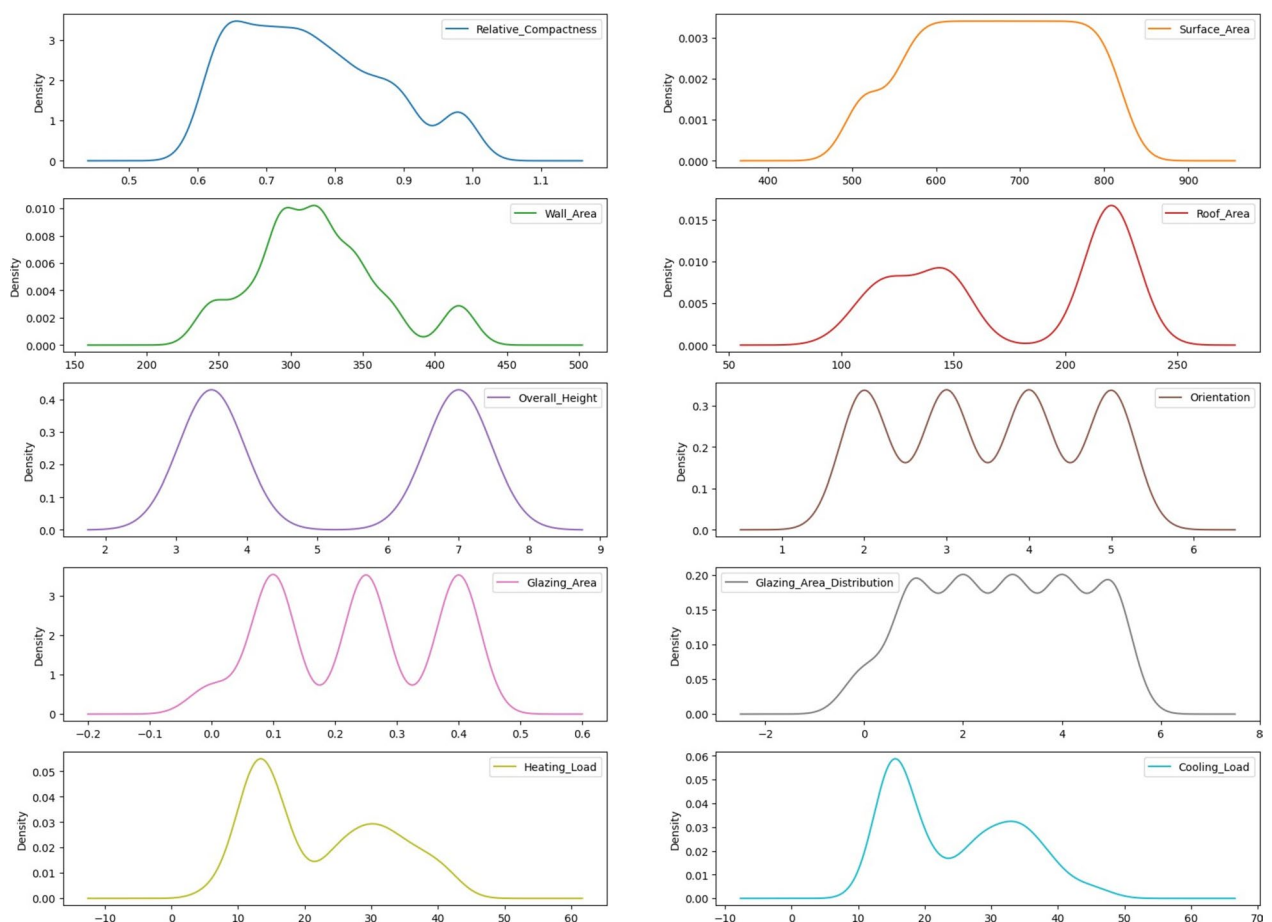 Density
3
2
1
0
Relative_Compactness
0.5 0.6 0.7 0.8 0.9 1.0 1.1
Density
0.003
0.002
0.001
0.000
Surface_Area
400 500 600 700 800 900
Density
0.010
0.008
0.006
0.004
0.002
0.000
Wall_Area
150 200 250 300 350 400 450 500
Density
0.015
0.010
0.005
0.000
Roof_Area
50 100 150 200 250
Density
0.4
0.3
0.2
0.1
0.0
Overall_Height
2 3 4 5 6 7 8 9
Density
0.3
0.2
0.1
0.0
Orientation
1 2 3 4 5 6
Density
3
2
1
0
Glazing_Area
−0.2 −0.1 0.0 0.1 0.2 0.3 0.4 0.5 0.6
Density
0.20
0.15
0.10
0.05
0.00
Glazing_Area_Distribution
−2 0 2 4 6 8
Density
0.05
0.04
0.03
0.02
0.01
0.00
Heating_Load
−10 0 10 20 30 40 50 60
Density
0.06
0.05
0.04
0.03
0.02
0.01
0.00
Cooling_Load
−10 0 10 20 30 40 50 60 70